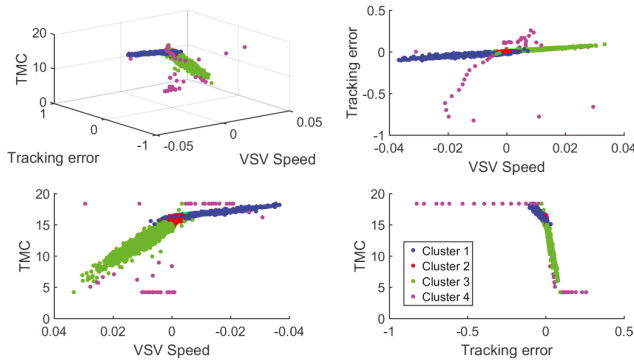 TMC
20
10
0
1
0
-1
-0.05
0
0.05
Tracking error
VSV Speed
Tracking error
0.5
0
-0.5
-1
-0.04
-0.02
0
0.02
0.04
VSV Speed
TMC
20
15
10
5
0
0.04
0.02
0
-0.02
-0.04
VSV Speed
TMC
20
15
10
5
0
Cluster 1
Cluster 2
Cluster 3
Cluster 4
-1
-0.5
0
0.5
Tracking error